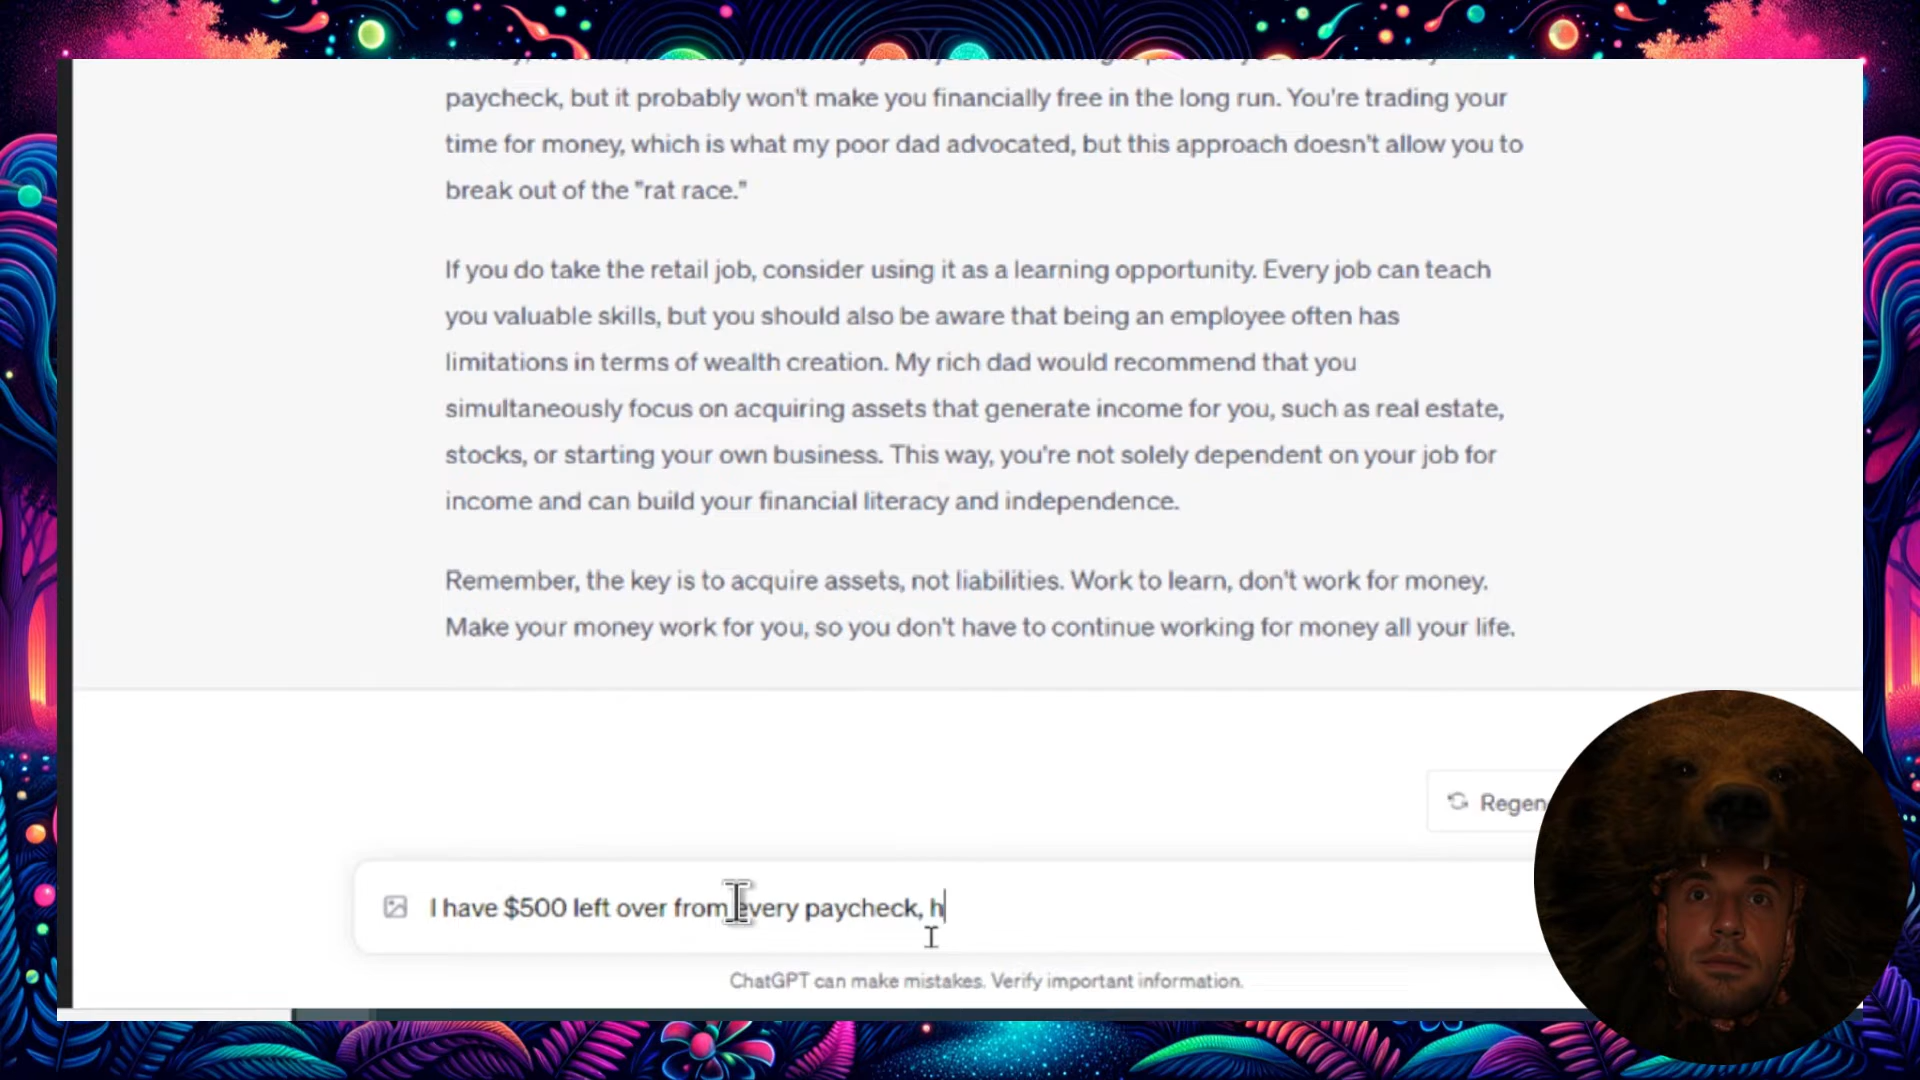 paycheck, but it probably won't make you financially free in the long run. You're trading your
time for money, which is what my poor dad advocated, but this approach doesn't allow you to
break out of the "rat race."
If you do take the retail job, consider using it as a learning opportunity. Every job can teach
you valuable skills, but you should also be aware that being an employee often has
limitations in terms of wealth creation. My rich dad would recommend that you
simultaneously focus on acquiring assets that generate income for you, such as real estate,
stocks, or starting your own business. This way, you're not solely dependent on your job for
income and can build your financial literacy and independence.
Remember, the key is to acquire assets, not liabilities. Work to learn, don't work for money.
Make your money work for you, so you don't have to continue working for money all your life.
Regen
I have $500 left over from every paycheck, h
ChatGPT can make mistakes. Verify important information.